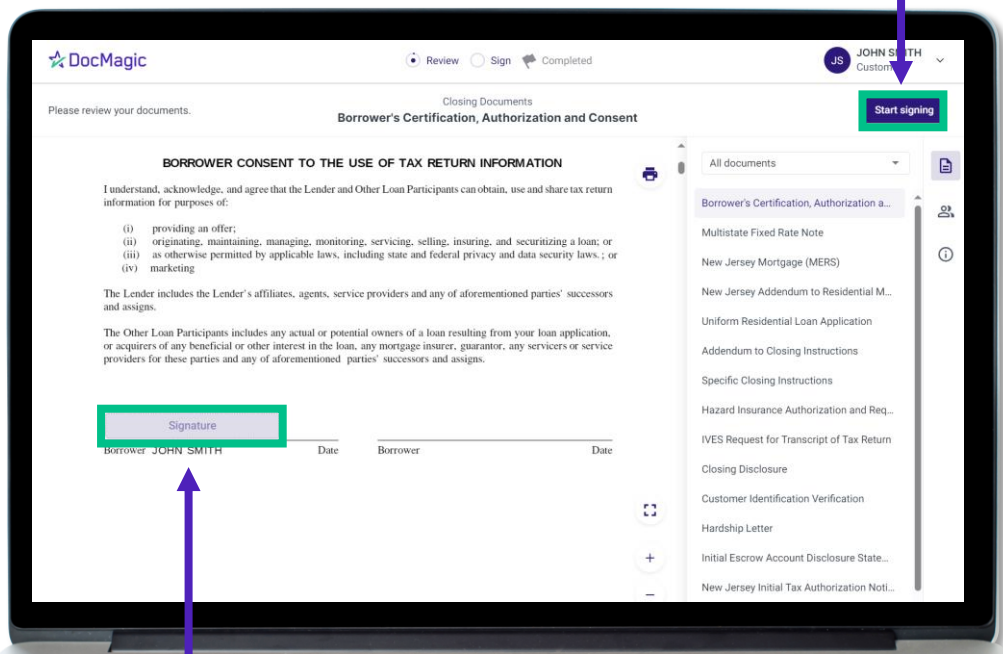 DocMagic
Review Sign Completed
JS
JOHN SMITH
Custom
Please review your documents.
Closing Documents
Borrower's Certification, Authorization and Consent
Start signing
BORROWER CONSENT TO THE USE OF TAX RETURN INFORMATION
I understand, acknowledge, and agree that the Lender and Other Loan Participants can obtain, use and share tax return
information for purposes of:
(i) providing an offer;
(ii) originating, maintaining, managing, monitoring, servicing, selling, insuring, and securitizing a loan; or
(iii) as otherwise permitted by applicable laws, including state and federal privacy and data security laws.; or
(iv) marketing
The Lender includes the Lender's affiliates, agents, service providers and any of aforementioned parties' successors
and assigns.
The Other Loan Participants includes any actual or potential owners of a loan resulting from your loan application,
or acquirers of any beneficial or other interest in the loan, any mortgage insurer, guarantor, any servicers or service
providers for these parties and any of aforementioned parties' successors and assigns.
Signature
Borrower JOHN SMITH Date Borrower Date
All documents
Borrower's Certification, Authorization a...
Multistate Fixed Rate Note
New Jersey Mortgage (MERS)
New Jersey Addendum to Residential M...
Uniform Residential Loan Application
Addendum to Closing Instructions
Specific Closing Instructions
Hazard Insurance Authorization and Req...
IVES Request for Transcript of Tax Return
Closing Disclosure
Customer Identification Verification
Hardship Letter
Initial Escrow Account Disclosure State...
New Jersey Initial Tax Authorization Noti...